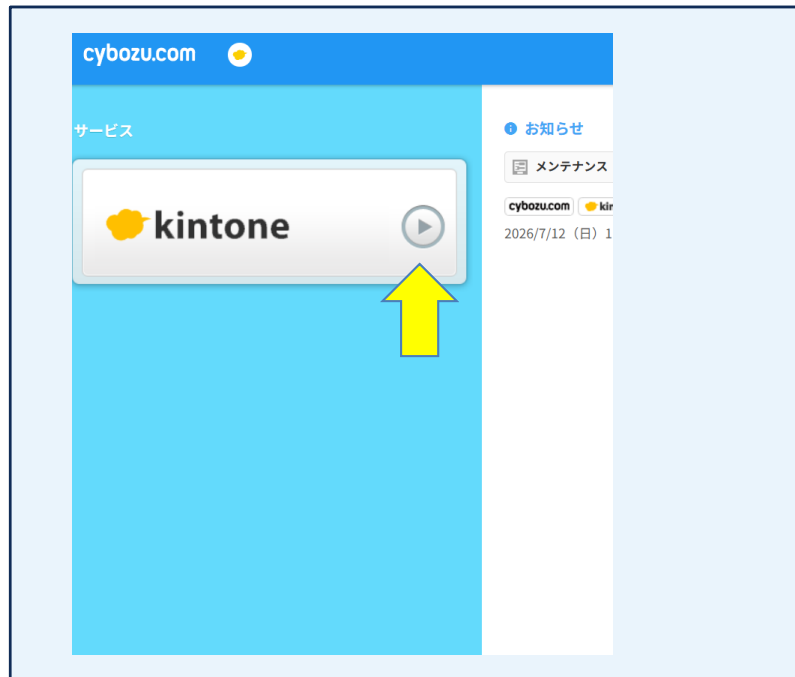 cybozu.com
サービス
kintone
お知らせ
メンテナンス
cybozu.com kin
2026/7/12（日）1